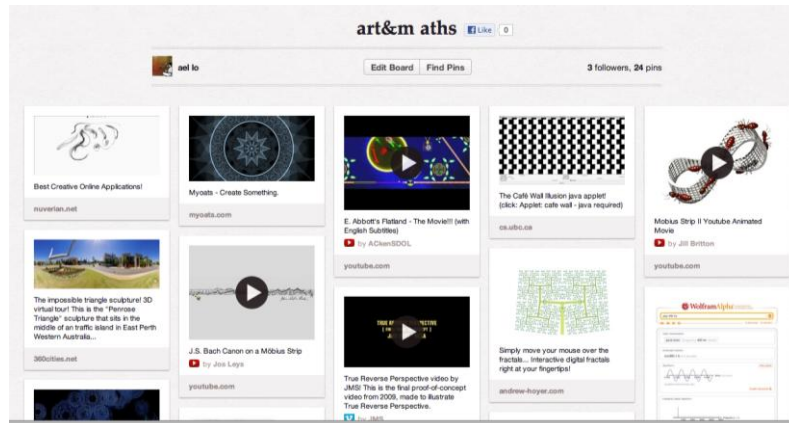 art&m aths
Like 0
ael lo
Edit Board Find Pins
3 followers, 24 pins
Best Creative Online Applications!
nuverian.net
The impossible triangle sculpture! 3D
virtual tour! This is the "Penrose
Triangle" sculpture that sits in the
middle of an traffic island in East Perth
Western Australia...
360cities.net
Myoats - Create Something.
myoats.com
J.S. Bach Canon on a Möbius Strip
by Jos Leys
youtube.com
E. Abbott's Flatland - The Movie!!! (with
English Subtitles)
by ACkenSDOL
youtube.com
TRUE REVERSE PERSPECTIVE
True Reverse Perspective video by
JMS! This is the final proof-of-concept
video from 2009, made to illustrate
True Reverse Perspective.
by JMS
The Café Wall Illusion java applet!
(click: Applet: cafe wall - java required)
cs.ubc.ca
Simply move your mouse over the
fractals... Interactive digital fractals
right at your fingertips!
andrew-hoyer.com
Mobius Strip II Youtube Animated
Movie
by Jill Britton
youtube.com
WolframAlpha